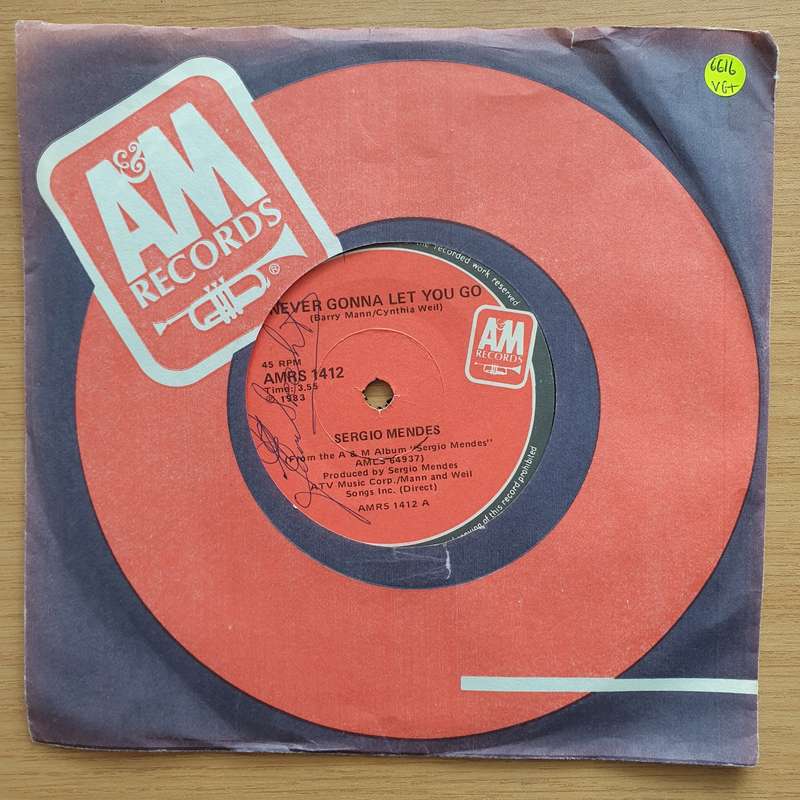 6616
VG+
A&M
RECORDS
®
the recorded work reserved
NEVER GONNA LET YOU GO
(Barry Mann/Cynthia Weil)
A&M
RECORDS
45 RPM
AMRS 1412
Time: 3.55
℗ 1983
SERGIO MENDES
(From the A & M Album "Sergio Mendes"
AMLS 64937)
Produced by Sergio Mendes
ATV Music Corp./Mann and Weil
Songs Inc. (Direct)
AMRS 1412 A
of this record prohibited